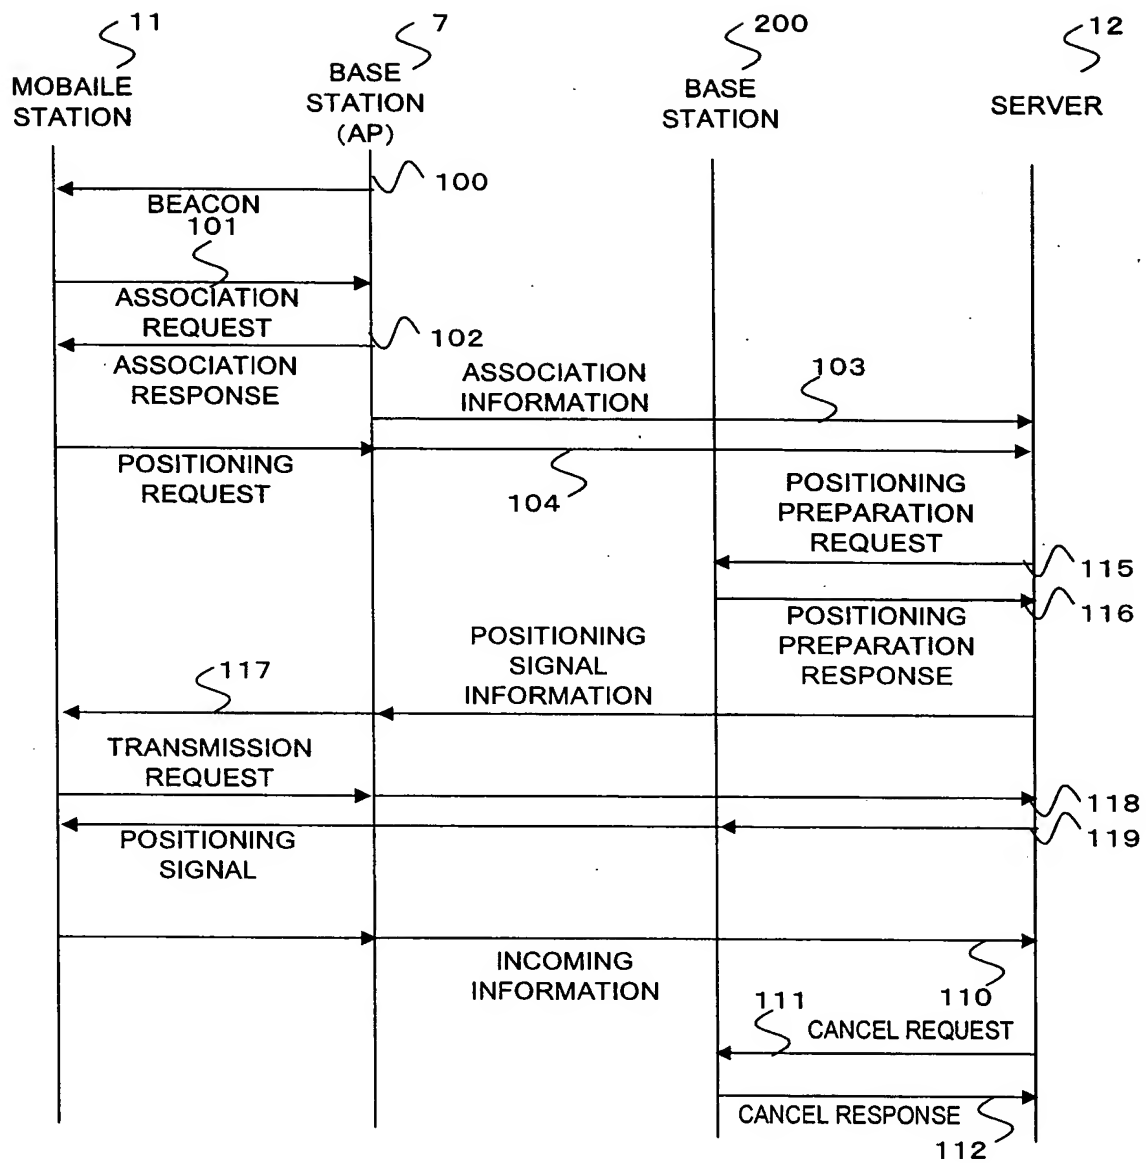 11
7
200
12
MOBAILE
STATION
BASE
STATION
(AP)
BASE
STATION
SERVER
100
BEACON
101
ASSOCIATION
REQUEST
102
ASSOCIATION
RESPONSE
ASSOCIATION
INFORMATION
103
POSITIONING
REQUEST
104
POSITIONING
PREPARATION
REQUEST
115
116
POSITIONING
PREPARATION
RESPONSE
POSITIONING
SIGNAL
INFORMATION
117
TRANSMISSION
REQUEST
118
119
POSITIONING
SIGNAL
INCOMING
INFORMATION
110
111
CANCEL REQUEST
CANCEL RESPONSE
112